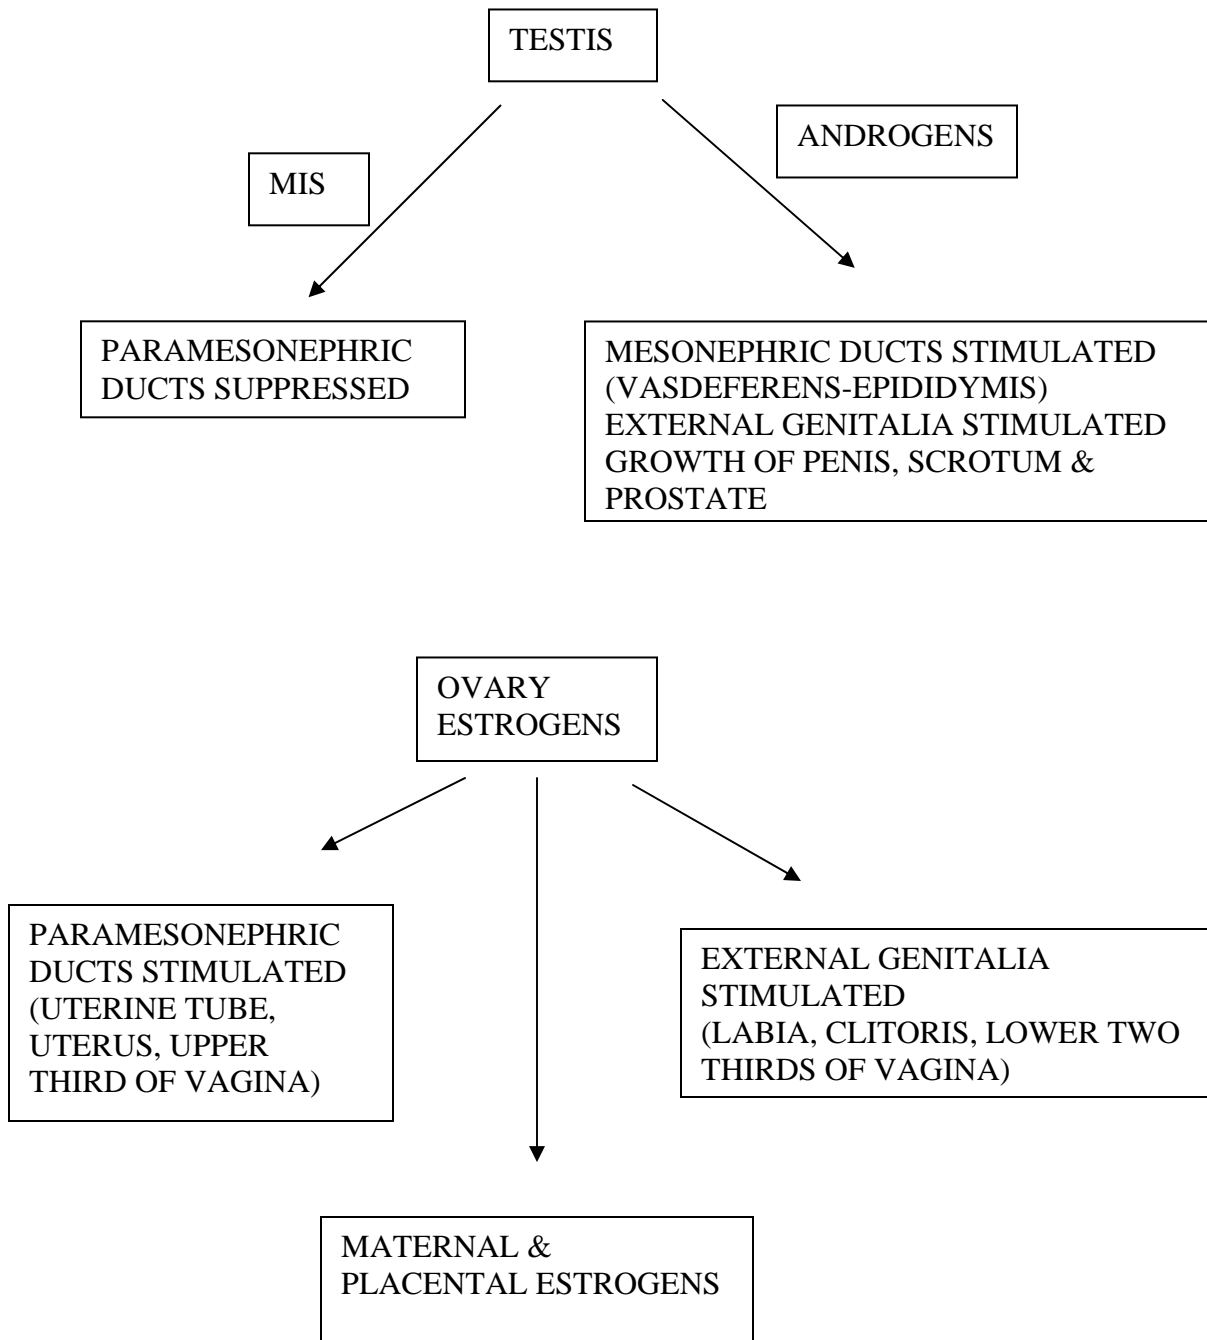 TESTIS
ANDROGENS
MIS
PARAMESONEPHRIC
DUCTS SUPPRESSED
MESONEPHRIC DUCTS STIMULATED
(VASDEFERENS-EPIDIDYMIS)
EXTERNAL GENITALIA STIMULATED
GROWTH OF PENIS, SCROTUM &
PROSTATE
OVARY
ESTROGENS
PARAMESONEPHRIC
DUCTS STIMULATED
(UTERINE TUBE,
UTERUS, UPPER
THIRD OF VAGINA)
EXTERNAL GENITALIA
STIMULATED
(LABIA, CLITORIS, LOWER TWO
THIRDS OF VAGINA)
MATERNAL &
PLACENTAL ESTROGENS